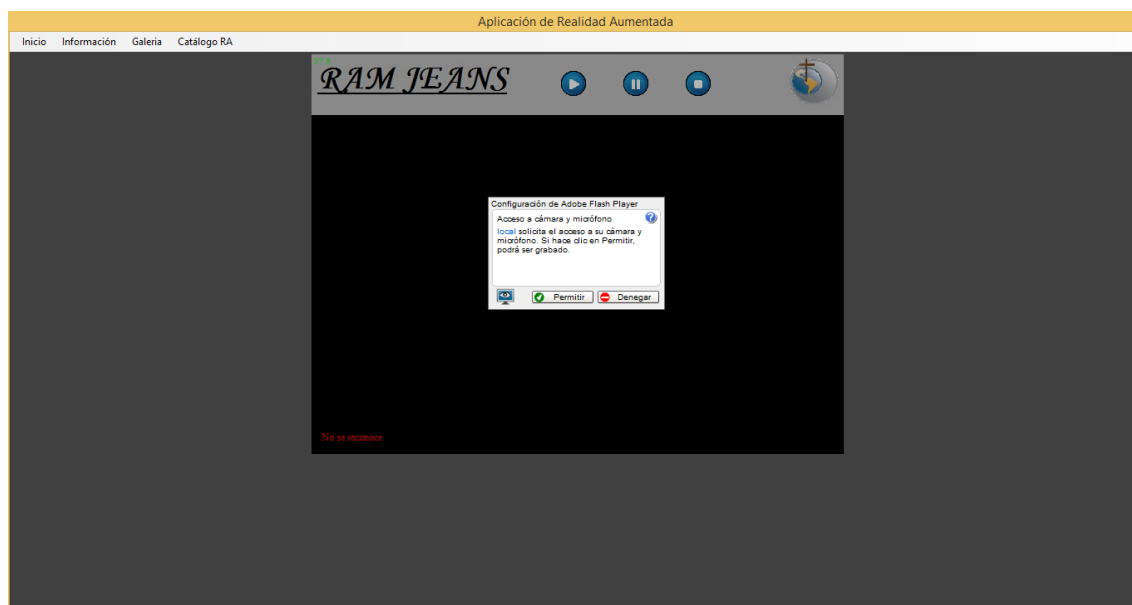 Aplicación de Realidad Aumentada
Inicio Información Galeria Catálogo RA
RAM JEANS
Configuración de Adobe Flash Player
Acceso a cámara y micrófono
local solicita el acceso a su cámara y
micrófono. Si hace clic en Permitir,
podrá ser grabado.
Permitir Denegar
No se reconoce